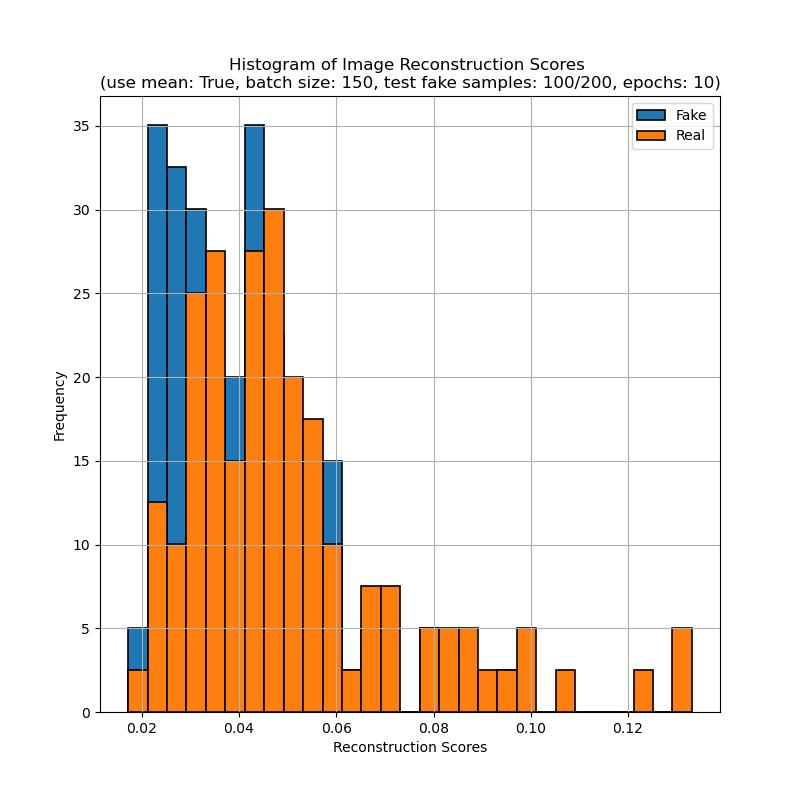 Histogram of Image Reconstruction Scores
(use mean: True, batch size: 150, test fake samples: 100/200, epochs: 10)
Fake
Real
35
30
25
20
15
10
5
0
Frequency
0.02 0.04 0.06 0.08 0.10 0.12
Reconstruction Scores